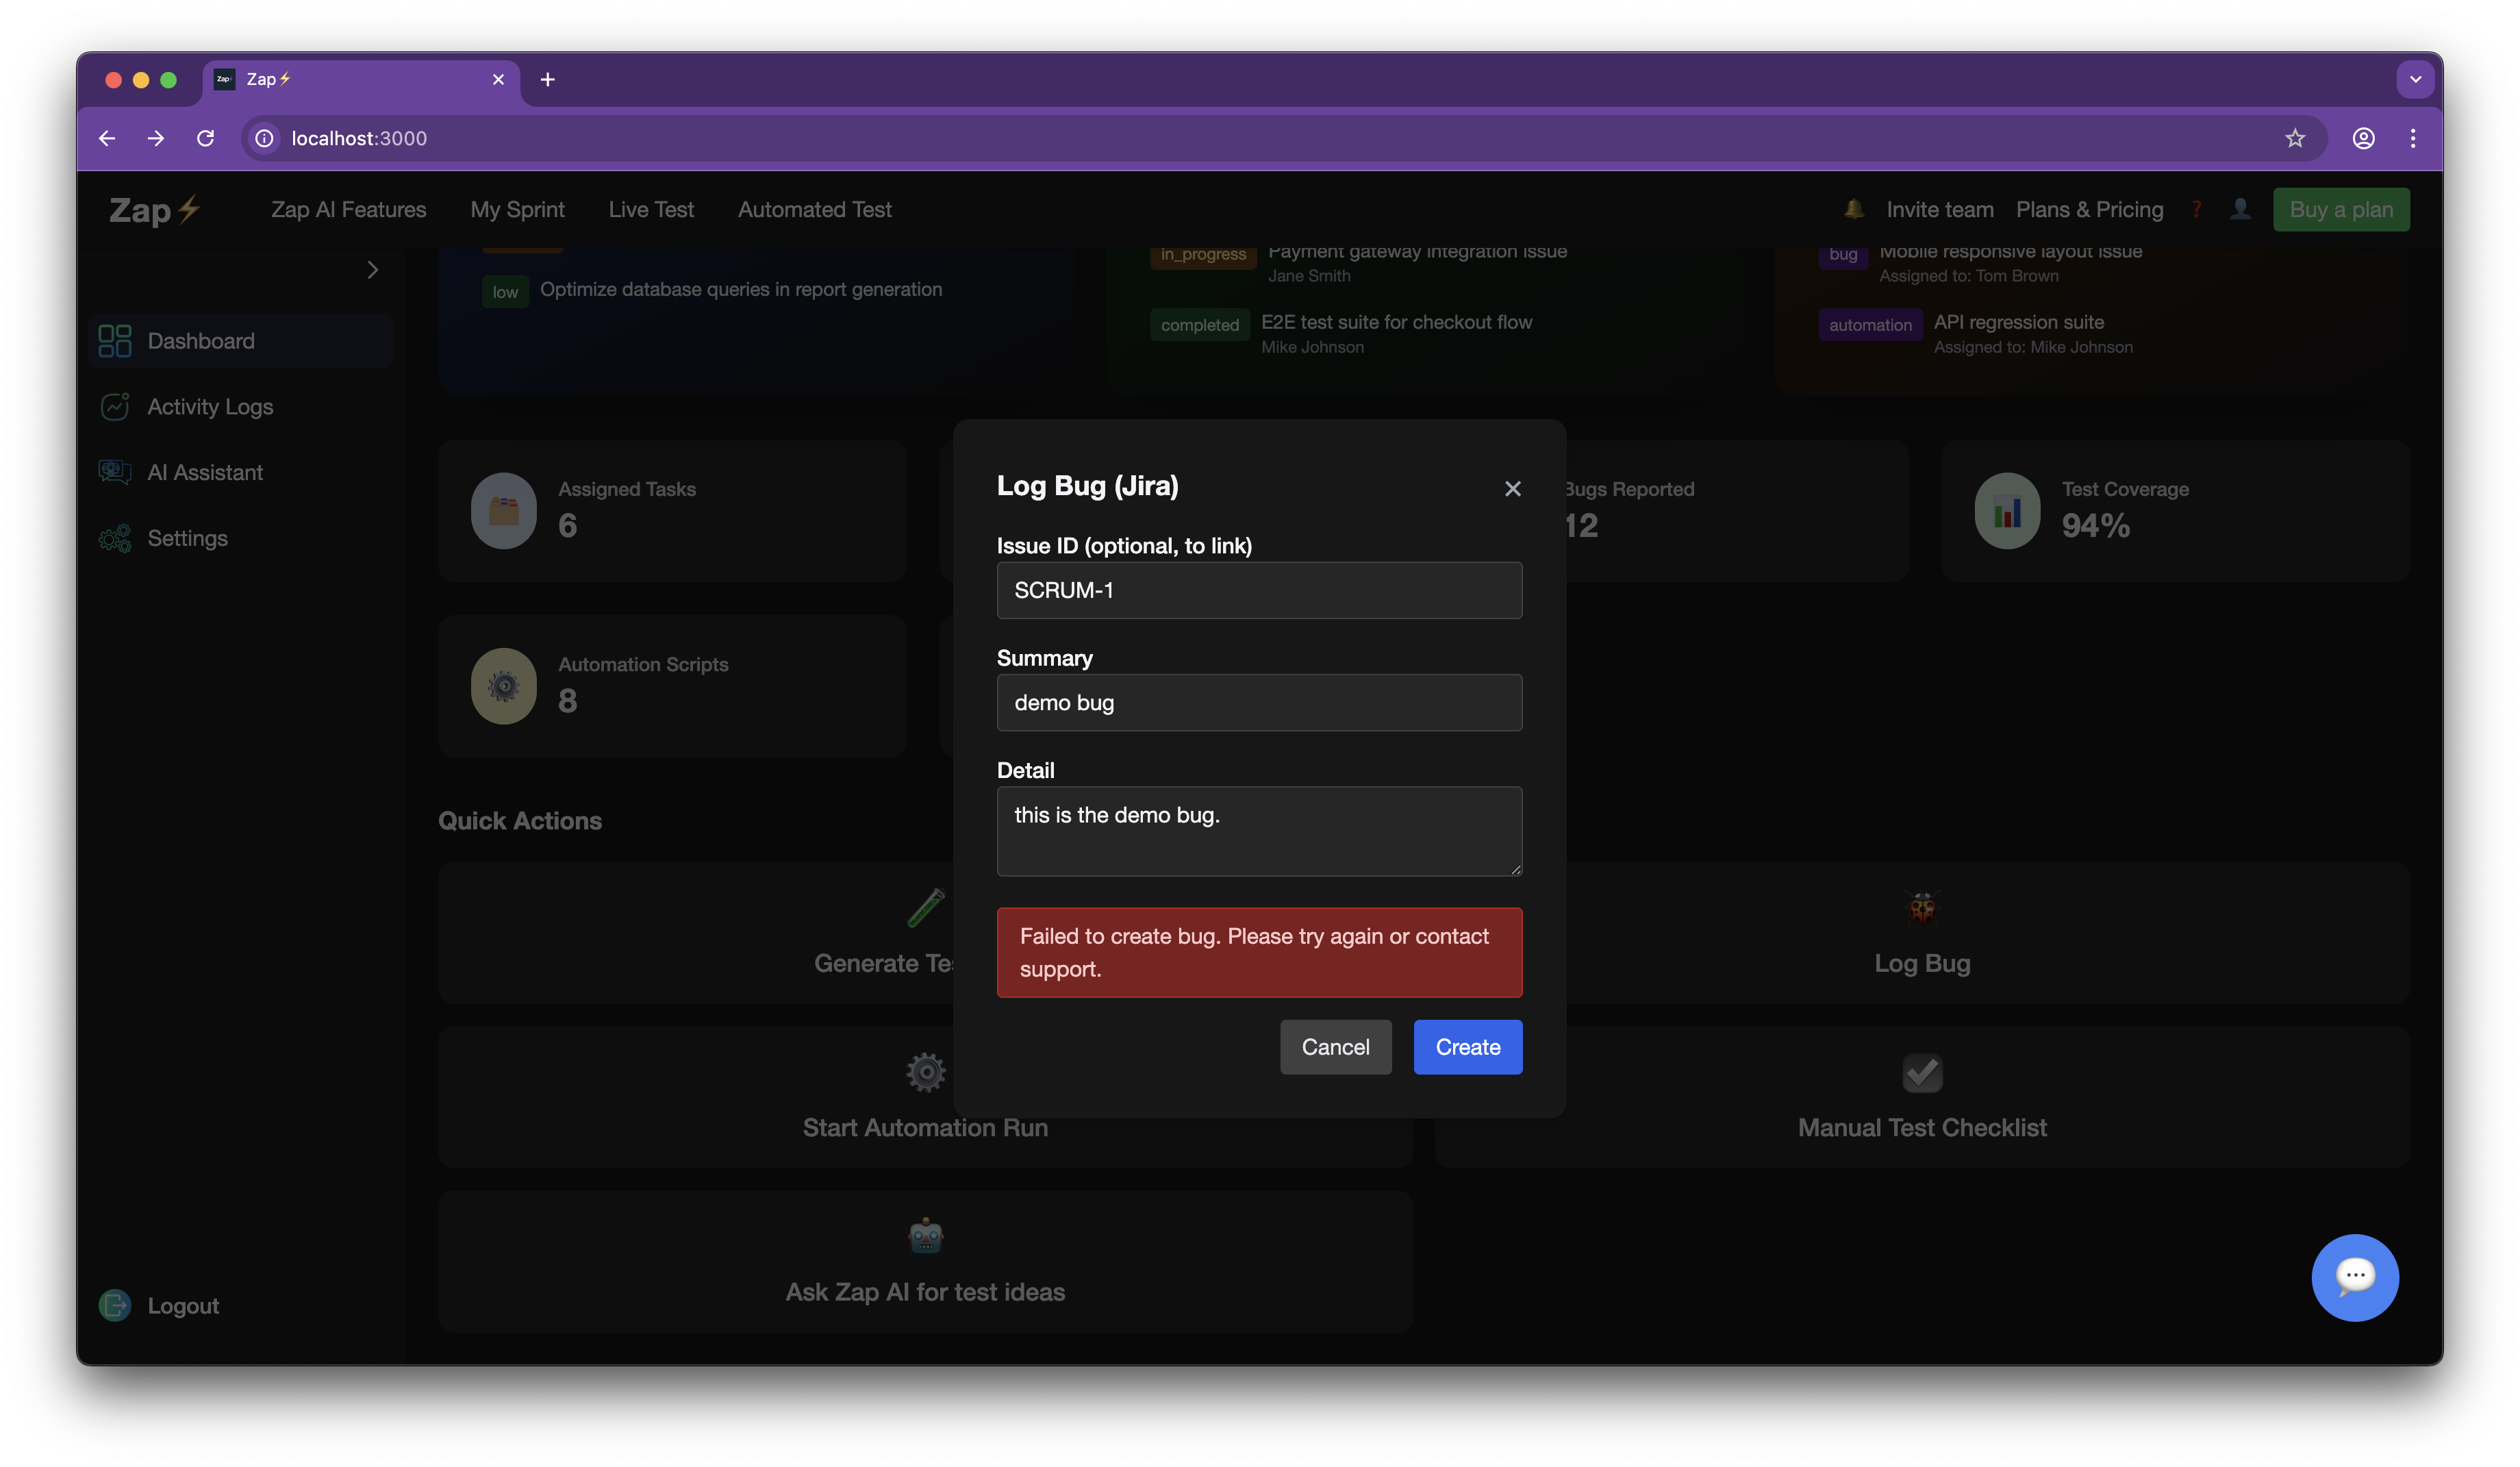 Zap
Zap⚡
localhost:3000
Zap⚡
Zap AI Features
My Sprint
Live Test
Automated Test
Invite team
Plans & Pricing
?
Buy a plan
Dashboard
Activity Logs
AI Assistant
Settings
Logout
low
Optimize database queries in report generation
in_progress
Payment gateway integration issue
Jane Smith
completed
E2E test suite for checkout flow
Mike Johnson
bug
Mobile responsive layout issue
Assigned to: Tom Brown
automation
API regression suite
Assigned to: Mike Johnson
Assigned Tasks
6
Bugs Reported
12
Test Coverage
94%
Automation Scripts
8
Quick Actions
Generate Tes
Log Bug
Start Automation Run
Manual Test Checklist
Ask Zap AI for test ideas
Log Bug (Jira)
Issue ID (optional, to link)
SCRUM-1
Summary
demo bug
Detail
this is the demo bug.
Failed to create bug. Please try again or contact
support.
Cancel
Create